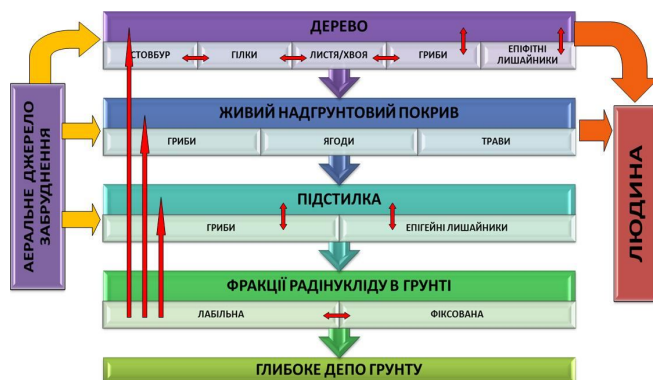 ДЕРЕВО
СТОВБУР
ГІЛКИ
ЛИСТЯ/ХВОЯ
ГРИБИ
ЕПІФІТНІ
ЛИШАЙНИКИ
ЖИВИЙ НАДГРУНТОВИЙ ПОКРИВ
ГРИБИ
ЯГОДИ
ТРАВИ
АЕРАЛЬНЕ ДЖЕРЕЛО
ЗАБРУДНЕННЯ
ЛЮДИНА
ПІДСТИЛКА
ГРИБИ
ЕПІГЕЙНІ ЛИШАЙНИКИ
ФРАКЦІЇ РАДІНУКЛІДУ В ГРУНТІ
ЛАБІЛЬНА
ФІКСОВАНА
ГЛИБОКЕ ДЕПО ГРУНТУ